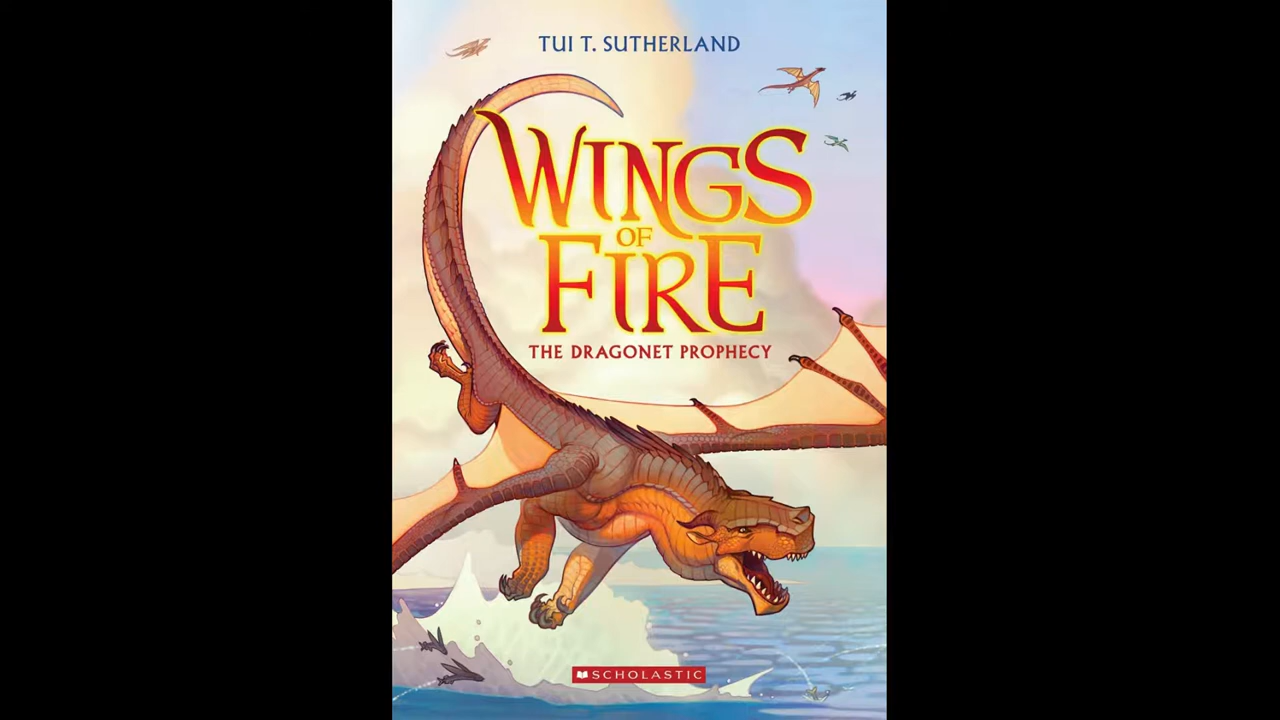 TUI T. SUTHERLAND
WINGS
OF
FIRE
THE DRAGONET PROPHECY
SCHOLASTIC